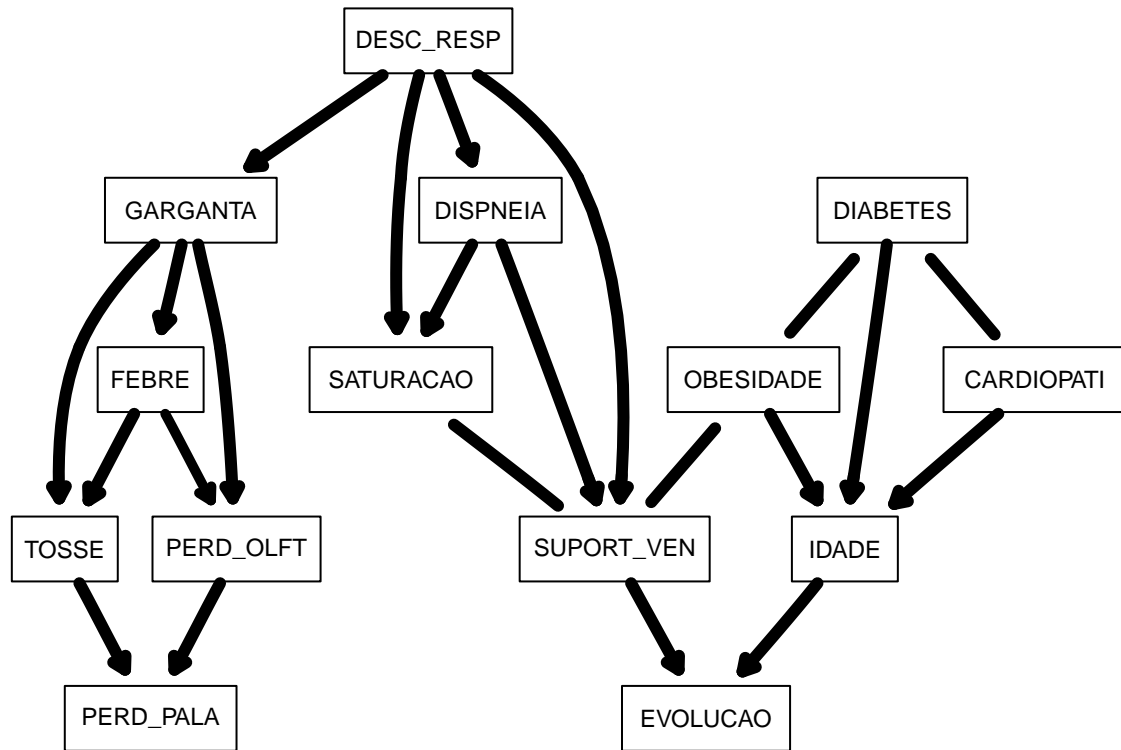 DESC_RESP
GARGANTA
DISPNEIA
DIABETES
FEBRE
SATURACAO
OBESIDADE
CARDIOPATI
TOSSE
PERD_OLFT
SUPORT_VEN
IDADE
PERD_PALA
EVOLUCAO